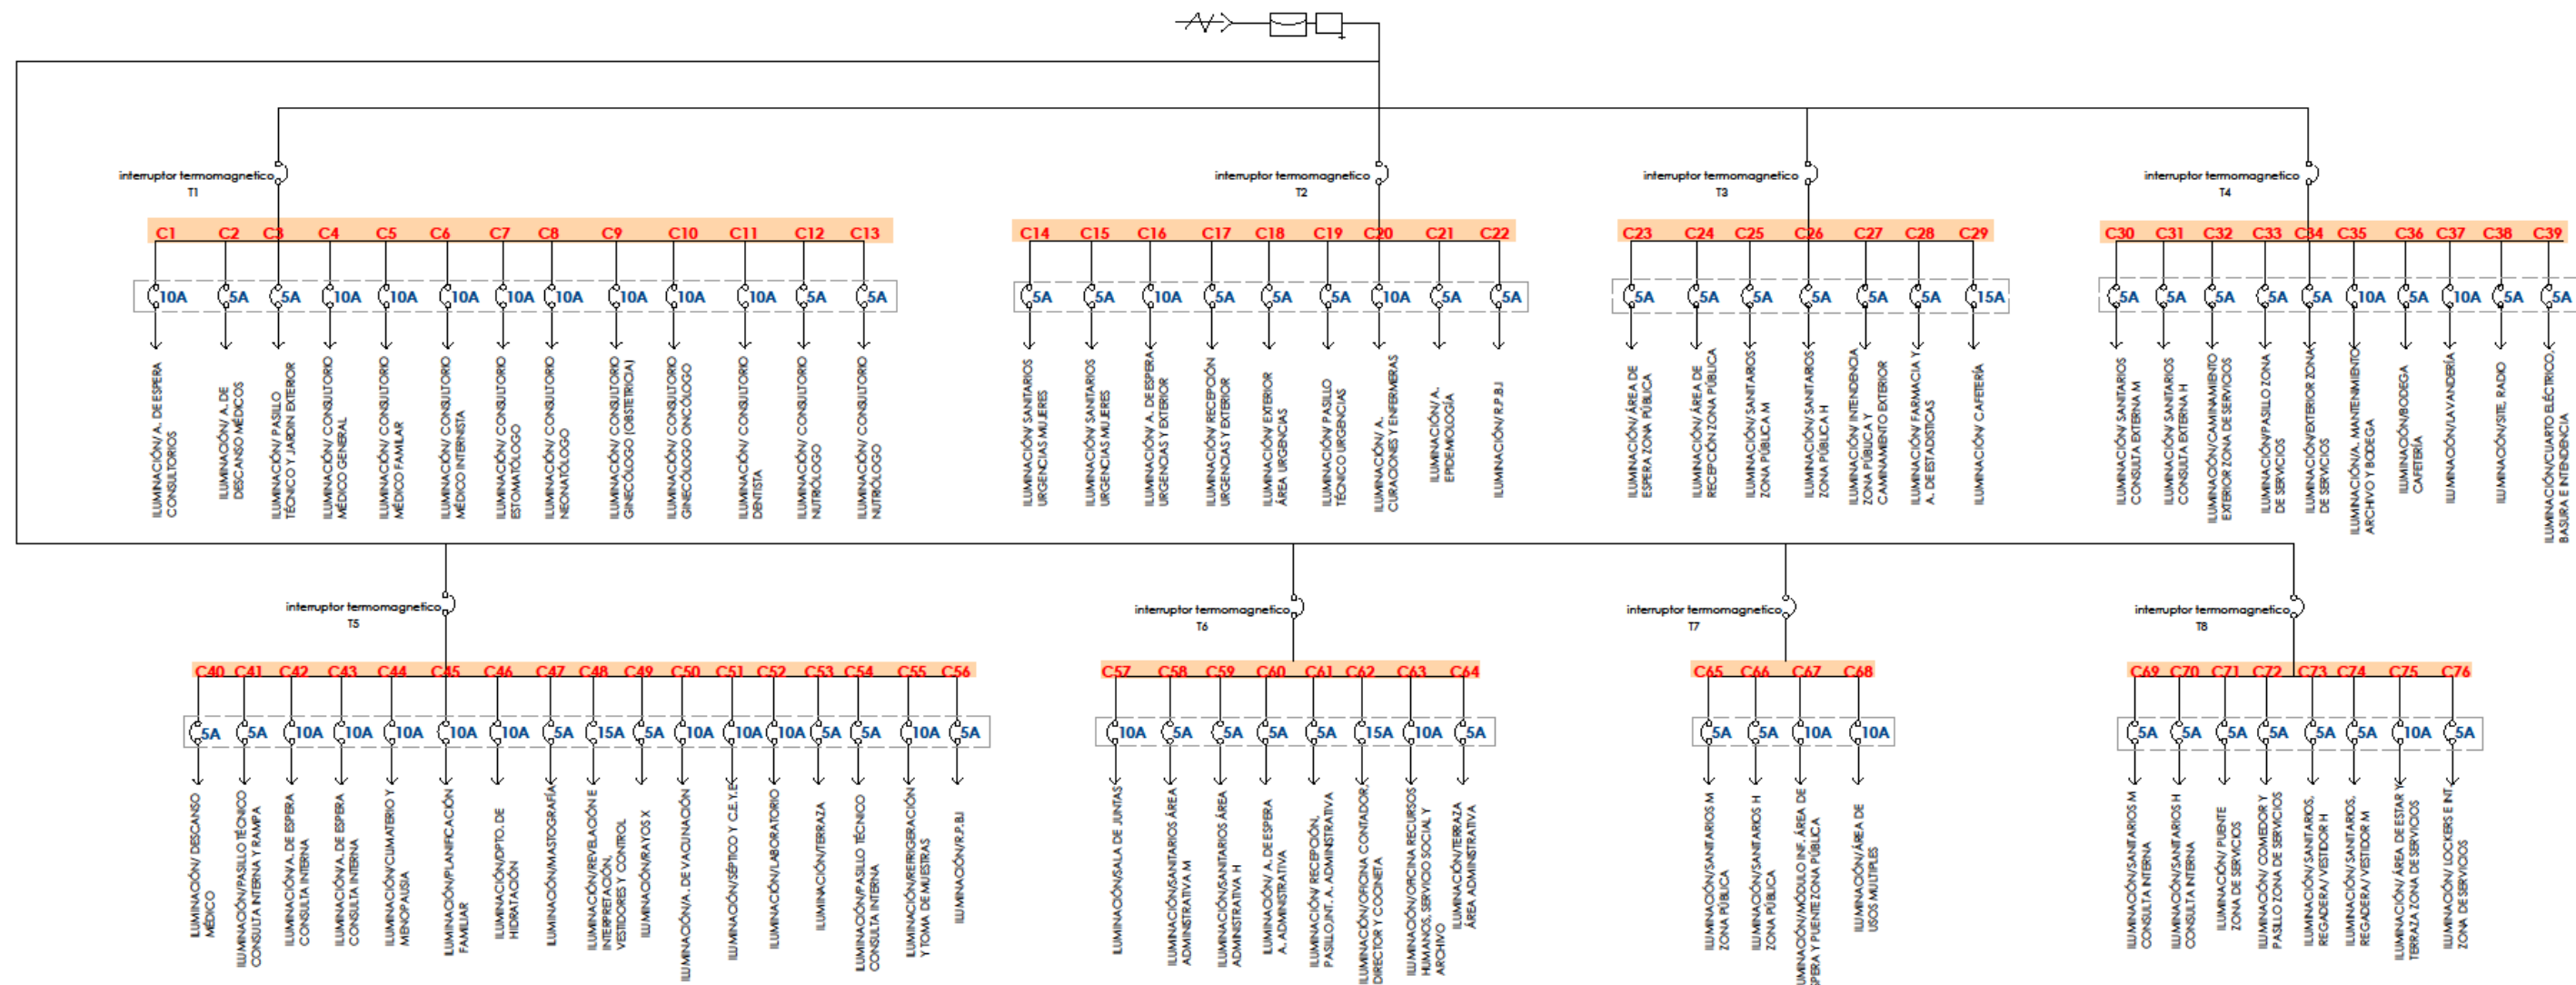 interruptor termomagnetico
T1
interruptor termomagnetico
T2
interruptor termomagnetico
T3
interruptor termomagnetico
T4
C1 C2 C3 C4 C5 C6 C7 C8 C9 C10 C11 C12 C13
C14 C15 C16 C17 C18 C19 C20 C21 C22
C23 C24 C25 C26 C27 C28 C29
C30 C31 C32 C33 C34 C35 C36 C37 C38 C39
10A 5A 5A 10A 10A 10A 10A 10A 10A 10A 10A 5A 5A
5A 5A 10A 5A 5A 5A 10A 5A 5A
5A 5A 5A 5A 5A 5A 15A
5A 5A 5A 5A 5A 10A 5A 10A 5A 5A
ILUMINACIÓN/ A. DE ESPERA
CONSULTORIOS
ILUMINACIÓN/ A. DE
DESCANSO MÉDICOS
ILUMINACIÓN/ PASILLO
TÉCNICO Y JARDIN EXTERIOR
ILUMINACIÓN/ CONSULTORIO
MÉDICO GENERAL
ILUMINACIÓN/ CONSULTORIO
MÉDICO FAMILAR
ILUMINACIÓN/ CONSULTORIO
MÉDICO INTERNISTA
ILUMINACIÓN/ CONSULTORIO
ESTOMATÓLOGO
ILUMINACIÓN/ CONSULTORIO
NEONATÓLOGO
ILUMINACIÓN/ CONSULTORIO
GINECÓLOGO (OBSTETRICIA)
ILUMINACIÓN/ CONSULTORIO
GINECÓLOGO ONCÓLOGO
ILUMINACIÓN/ CONSULTORIO
DENTISTA
ILUMINACIÓN/ CONSULTORIO
NUTRIÓLOGO
ILUMINACIÓN/ CONSULTORIO
NUTRIÓLOGO
ILUMINACIÓN/ SANITARIOS
URGENCIAS MUJERES
ILUMINACIÓN/ SANITARIOS
URGENCIAS MUJERES
ILUMINACIÓN/ A. DE ESPERA
URGENCIAS Y EXTERIOR
ILUMINACIÓN/ RECEPCIÓN
URGENCIAS Y EXTERIOR
ILUMINACIÓN/ EXTERIOR
ÁREA URGENCIAS
ILUMINACIÓN/ PASILLO
TÉCNICO URGENCIAS
ILUMINACIÓN/ A.
CURACIONES Y ENFERMERAS
ILUMINACIÓN/ A.
EPIDEMIOLOGÍA
ILUMINACIÓN/R.P.B.I
ILUMINACIÓN/ ÁREA DE
ESPERA ZONA PÚBLICA
ILUMINACIÓN/ ÁREA DE
RECEPCIÓN ZONA PÚBLICA
ILUMINACIÓN/ SANITARIOS
ZONA PÚBLICA M
ILUMINACIÓN/ SANITARIOS
ZONA PÚBLICA H
ILUMINACIÓN/ INTENDENCIA
ZONA PÚBLICA Y
CAMINAMIENTO EXTERIOR
ILUMINACIÓN/ FARMACIA Y
A. DE ESTADISTICAS
ILUMINACIÓN/ CAFETERÍA
ILUMINACIÓN/ SANITARIOS
CONSULTA EXTERNA M
ILUMINACIÓN/ SANITARIOS
CONSULTA EXTERNA H
ILUMINACIÓN/CAMINAMIENTO
EXTERIOR ZONA DE SERVICIOS
ILUMINACIÓN/PASILLO ZONA
DE SERVICIOS
ILUMINACIÓN/EXTERIOR ZONA
DE SERVICIOS
ILUMINACIÓN/A. MANTENIMIENTO
ARCHIVO Y BODEGA
ILUMINACIÓN/BODEGA
CAFETERÍA
ILUMINACIÓN/LAVANDERÍA
ILUMINACIÓN/SITE, RADIO
ILUMINACIÓN/CUARTO ELÉCTRICO,
BASURA E INTENDENCIA
interruptor termomagnetico
T5
interruptor termomagnetico
T6
interruptor termomagnetico
T7
interruptor termomagnetico
T8
C40 C41 C42 C43 C44 C45 C46 C47 C48 C49 C50 C51 C52 C53 C54 C55 C56
C57 C58 C59 C60 C61 C62 C63 C64
C65 C66 C67 C68
C69 C70 C71 C72 C73 C74 C75 C76
5A 5A 10A 10A 10A 10A 10A 5A 15A 5A 10A 10A 10A 5A 5A 10A 5A
10A 5A 5A 5A 5A 15A 10A 5A
5A 5A 10A 10A
5A 5A 5A 5A 5A 5A 10A 5A
ILUMINACIÓN/ DESCANSO
MÉDICO
ILUMINACIÓN/PASILLO TÉCNICO
CONSULTA INTERNA Y RAMPA
ILUMINACIÓN/A. DE ESPERA
CONSULTA INTERNA
ILUMINACIÓN/A. DE ESPERA
CONSULTA INTERNA
ILUMINACIÓN/CLIMATERIO Y
MENOPAUSIA
ILUMINACIÓN/PLANIFICACIÓN
FAMILIAR
ILUMINACIÓN/DPTO. DE
HIDRATACIÓN
ILUMINACIÓN/MASTOGRAFÍA
ILUMINACIÓN/REVELACIÓN E
INTERPRETACIÓN,
VESTIDORES Y CONTROL
ILUMINACIÓN/RAYOS X
ILUMINACIÓN/A. DE VACUNACIÓN
ILUMINACIÓN/SÉPTICO Y C.E.Y.E
ILUMINACIÓN/LABORATORIO
ILUMINACIÓN/TERRAZA
ILUMINACIÓN/PASILLO TÉCNICO
CONSULTA INTERNA
ILUMINACIÓN/REFRIGERACIÓN
Y TOMA DE MUESTRAS
ILUMINACIÓN/R.P.B.I
ILUMINACIÓN/SALA DE JUNTAS
ILUMINACIÓN/SANITARIOS ÁREA
ADMINISTRATIVA M
ILUMINACIÓN/SANITARIOS ÁREA
ADMINISTRATIVA H
ILUMINACIÓN/ A. DE ESPERA
A. ADMINISTRATIVA
ILUMINACIÓN/ RECEPCIÓN,
PASILLO,INT. A. ADMINISTRATIVA
ILUMINACIÓN/OFICINA CONTADOR,
DIRECTOR Y COCINETA
ILUMINACIÓN/OFICINA RECURSOS
HUMANOS, SERVICIO SOCIAL Y
ARCHIVO
ILUMINACIÓN/TERRAZA
ÁREA ADMINISTRATIVA
ILUMINACIÓN/SANITARIOS M
ZONA PÚBLICA
ILUMINACIÓN/SANITARIOS H
ZONA PÚBLICA
UMINACIÓN/MÓDULO INF. ÁREA DE
SPERA Y PUENTE ZONA PÚBLICA
ILUMINACIÓN/ÁREA DE
USOS MULTIPLES
ILUMINACIÓN/SANITARIOS M
CONSULTA INTERNA
ILUMINACIÓN/SANITARIOS H
CONSULTA INTERNA
ILUMINACIÓN/ PUENTE
ZONA DE SERVICIOS
ILUMINACIÓN/ COMEDOR Y
PASILLO ZONA DE SERVICIOS
ILUMINACIÓN/SANITARIOS,
REGADERA/VESTIDOR H
ILUMINACIÓN/SANITARIOS,
REGADERA/VESTIDOR M
ILUMINACIÓN/ ÁREA DE ESTAR Y
TERRAZA ZONA DE SERVICIOS
ILUMINACIÓN/ LOCKERS E INT.
ZONA DE SERVICIOS